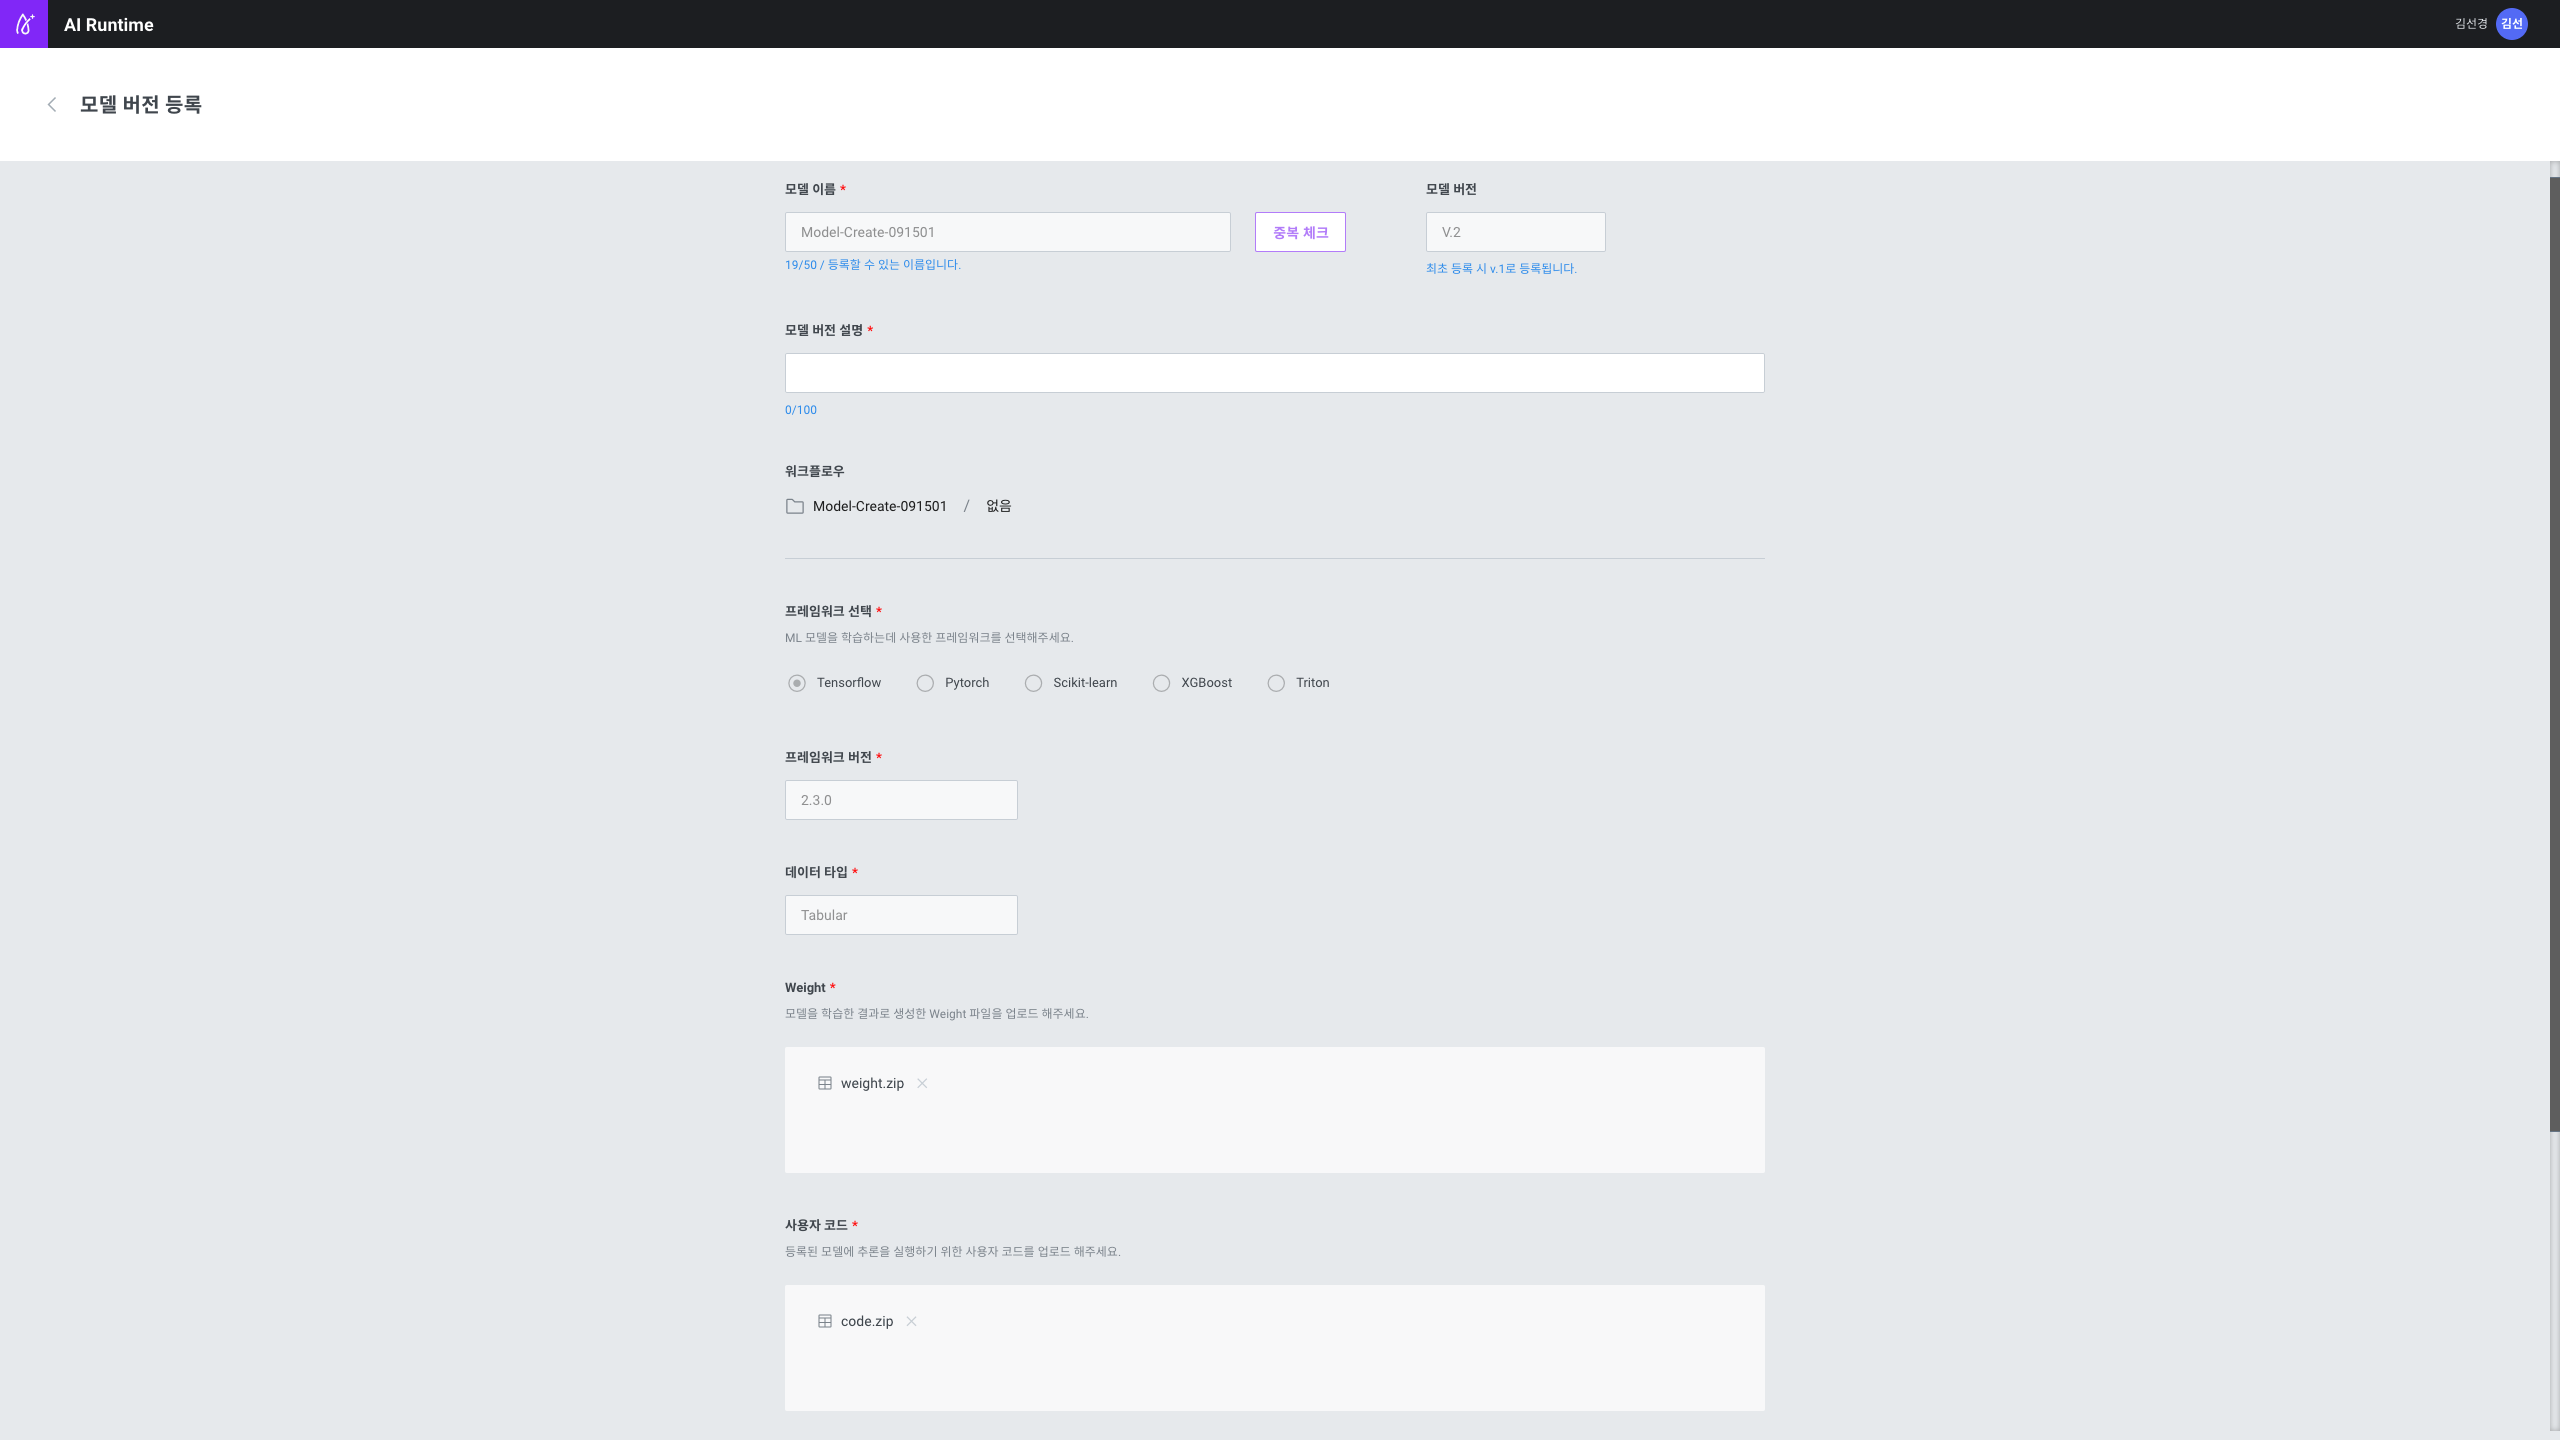 AI Runtime
김선경 김선
모델 버전 등록
모델 이름 *
모델 버전
Model-Create-091501
중복 체크
V.2
19/50 / 등록할 수 있는 이름입니다.
최초 등록 시 v.1로 등록됩니다.
모델 버전 설명 *
0/100
워크플로우
Model-Create-091501 / 없음
프레임워크 선택 *
ML 모델을 학습하는데 사용한 프레임워크를 선택해주세요.
Tensorflow Pytorch Scikit-learn XGBoost Triton
프레임워크 버전 *
2.3.0
데이터 타입 *
Tabular
Weight *
모델을 학습한 결과로 생성한 Weight 파일을 업로드 해주세요.
weight.zip
사용자 코드 *
등록된 모델에 추론을 실행하기 위한 사용자 코드를 업로드 해주세요.
code.zip